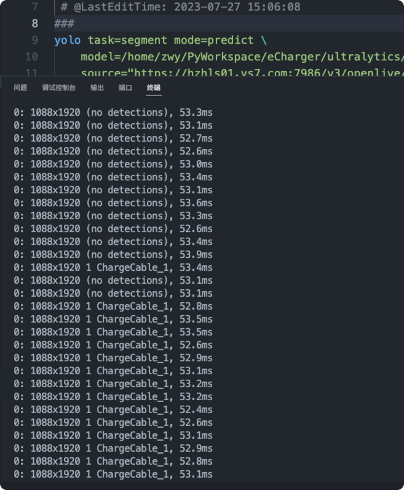 7 # @LastEditTime: 2023-07-27 15:06:08
8 ###
9 yolo task=segment mode=predict \
10 model=/home/zwy/PyWorkspace/eCharger/ultralytics/
11 source="https://hzhls01.ys7.com:7986/v3/openlive/
问题 调试控制台 输出 端口 终端
0: 1088x1920 (no detections), 53.3ms
0: 1088x1920 (no detections), 53.1ms
0: 1088x1920 (no detections), 52.7ms
0: 1088x1920 (no detections), 52.6ms
0: 1088x1920 (no detections), 53.0ms
0: 1088x1920 (no detections), 53.4ms
0: 1088x1920 (no detections), 53.1ms
0: 1088x1920 (no detections), 53.6ms
0: 1088x1920 (no detections), 53.3ms
0: 1088x1920 (no detections), 52.6ms
0: 1088x1920 (no detections), 53.4ms
0: 1088x1920 (no detections), 53.9ms
0: 1088x1920 1 ChargeCable_1, 53.4ms
0: 1088x1920 (no detections), 53.1ms
0: 1088x1920 (no detections), 53.1ms
0: 1088x1920 1 ChargeCable_1, 52.8ms
0: 1088x1920 1 ChargeCable_1, 53.5ms
0: 1088x1920 1 ChargeCable_1, 53.5ms
0: 1088x1920 1 ChargeCable_1, 52.6ms
0: 1088x1920 1 ChargeCable_1, 52.9ms
0: 1088x1920 1 ChargeCable_1, 53.1ms
0: 1088x1920 1 ChargeCable_1, 53.2ms
0: 1088x1920 1 ChargeCable_1, 53.2ms
0: 1088x1920 1 ChargeCable_1, 52.4ms
0: 1088x1920 1 ChargeCable_1, 52.6ms
0: 1088x1920 1 ChargeCable_1, 53.1ms
0: 1088x1920 1 ChargeCable_1, 52.9ms
0: 1088x1920 1 ChargeCable_1, 52.8ms
0: 1088x1920 1 ChargeCable_1, 53.1ms